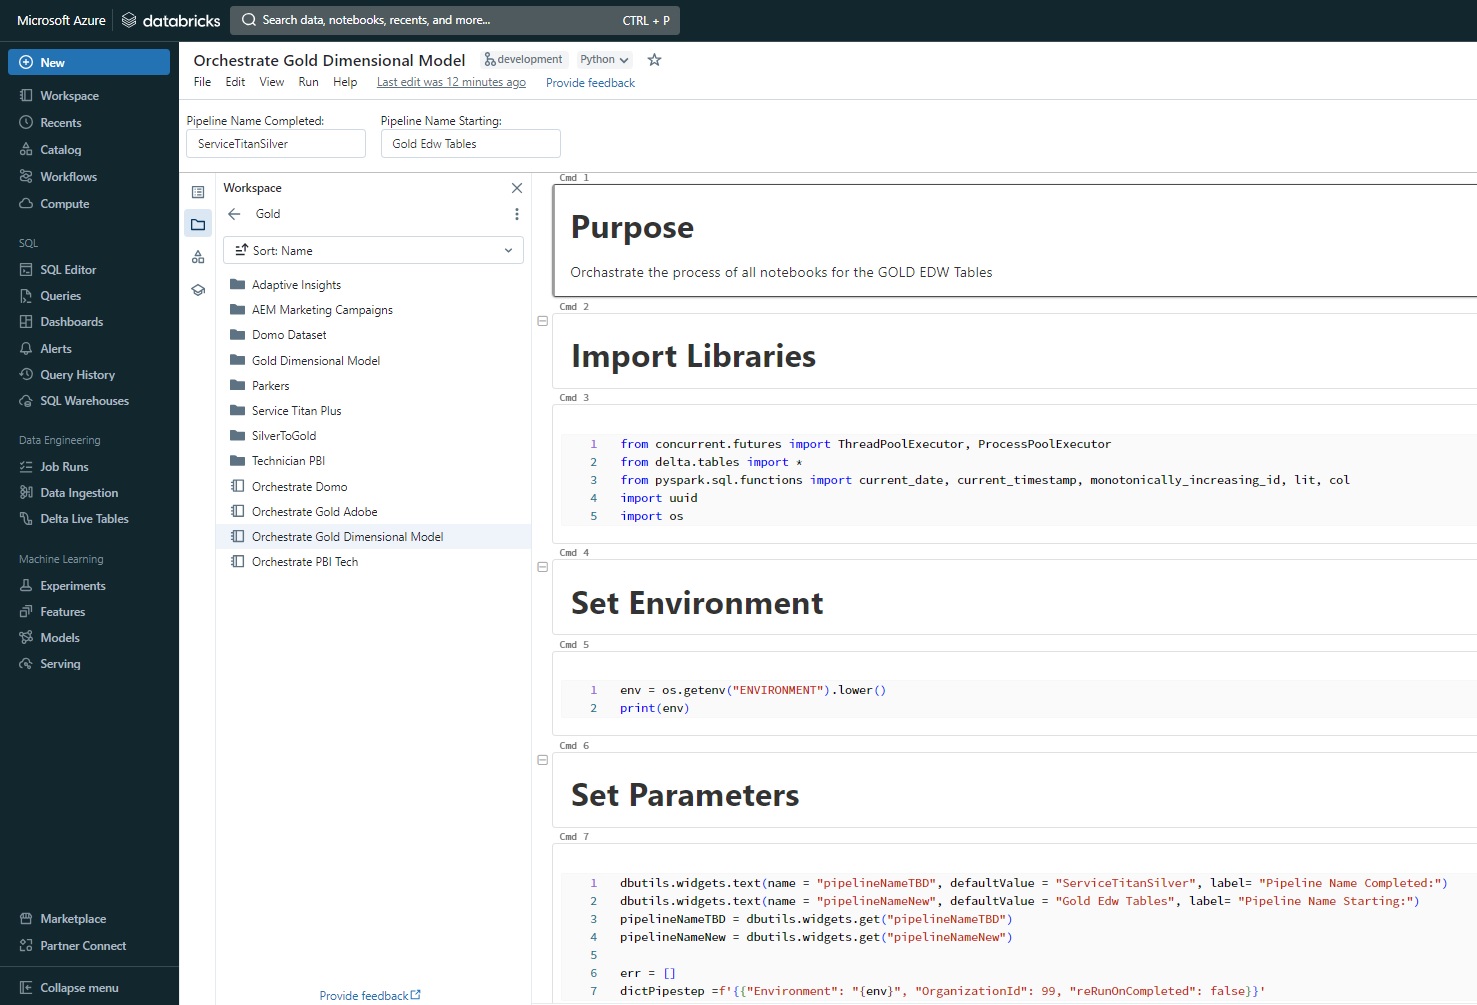 Microsoft Azure databricks Search data, notebooks, recents, and more... CTRL + P
New
Workspace
Recents
Catalog
Workflows
Compute
SQL
SQL Editor
Queries
Dashboards
Alerts
Query History
SQL Warehouses
Data Engineering
Job Runs
Data Ingestion
Delta Live Tables
Machine Learning
Experiments
Features
Models
Serving
Marketplace
Partner Connect
Collapse menu
Orchestrate Gold Dimensional Model development Python
File Edit View Run Help Last edit was 12 minutes ago Provide feedback
Pipeline Name Completed: Pipeline Name Starting:
ServiceTitanSilver Gold Edw Tables
Workspace
Gold
Sort: Name
Adaptive Insights
AEM Marketing Campaigns
Domo Dataset
Gold Dimensional Model
Parkers
Service Titan Plus
SilverToGold
Technician PBI
Orchestrate Domo
Orchestrate Gold Adobe
Orchestrate Gold Dimensional Model
Orchestrate PBI Tech
Provide feedback
Cmd 1
Purpose
Orchastrate the process of all notebooks for the GOLD EDW Tables
Cmd 2
Import Libraries
Cmd 3
1 from concurrent.futures import ThreadPoolExecutor, ProcessPoolExecutor
2 from delta.tables import *
3 from pyspark.sql.functions import current_date, current_timestamp, monotonically_increasing_id, lit, col
4 import uuid
5 import os
Cmd 4
Set Environment
Cmd 5
1 env = os.getenv("ENVIRONMENT").lower()
2 print(env)
Cmd 6
Set Parameters
Cmd 7
1 dbutils.widgets.text(name = "pipelineNameTBD", defaultValue = "ServiceTitanSilver", label= "Pipeline Name Completed:")
2 dbutils.widgets.text(name = "pipelineNameNew", defaultValue = "Gold Edw Tables", label= "Pipeline Name Starting:")
3 pipelineNameTBD = dbutils.widgets.get("pipelineNameTBD")
4 pipelineNameNew = dbutils.widgets.get("pipelineNameNew")
5
6 err = []
7 dictPipestep =f'{{"Environment": "{env}", "OrganizationId": 99, "reRunOnCompleted": false}}'